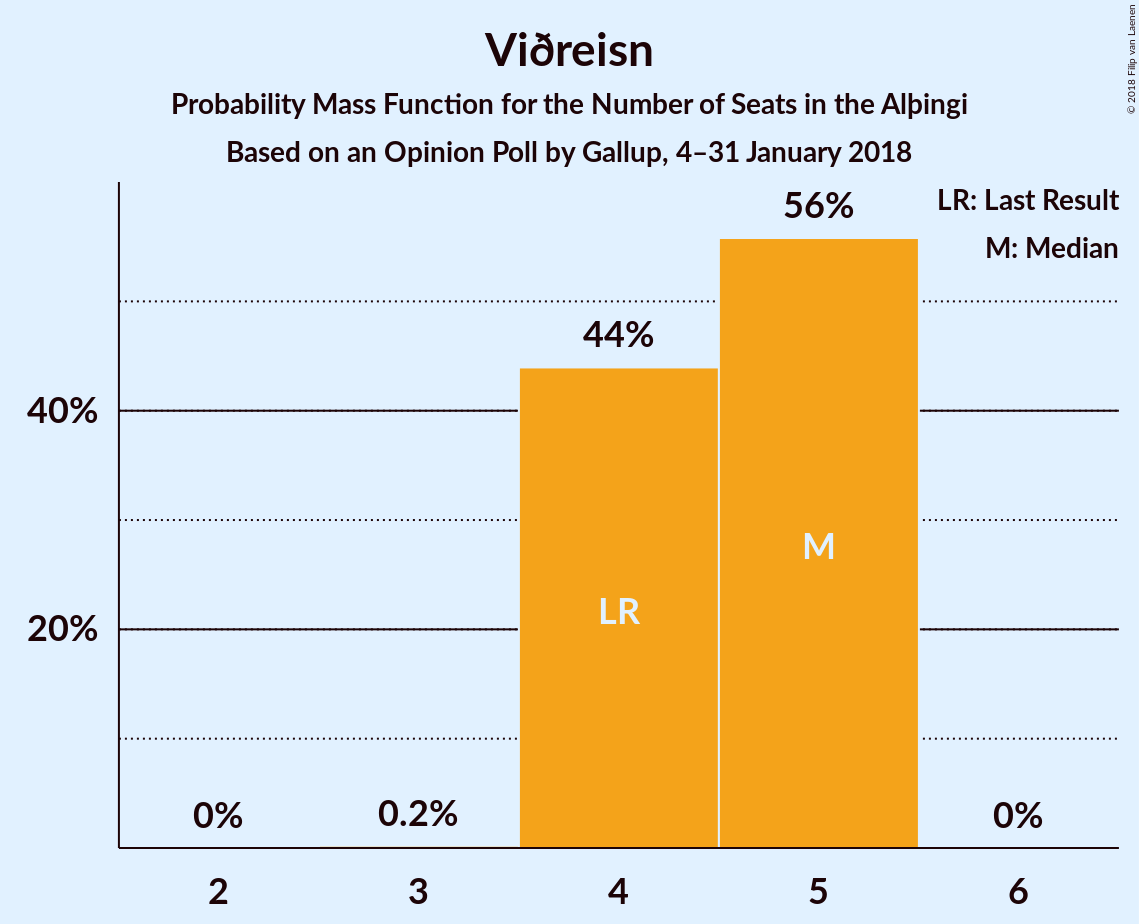 Viðreisn
Probability Mass Function for the Number of Seats in the Alþingi
Based on an Opinion Poll by Gallup, 4–31 January 2018
© 2018 Filip van Laenen
LR: Last Result
M: Median
56%
44%
40%
M
LR
20%
0%
0.2%
0%
2
3
4
5
6